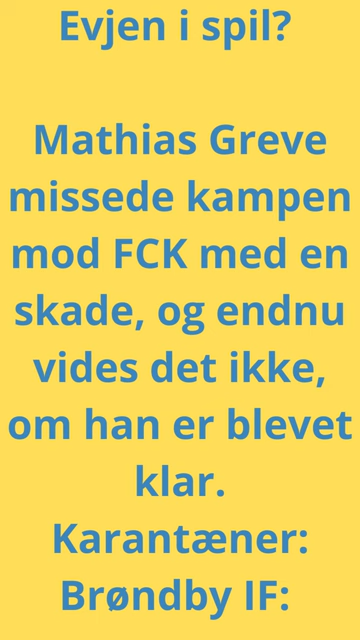 Evjen i spil?
Mathias Greve
missede kampen
mod FCK med en
skade, og endnu
vides det ikke,
om han er blevet
klar.
Karantæner:
Brøndby IF: